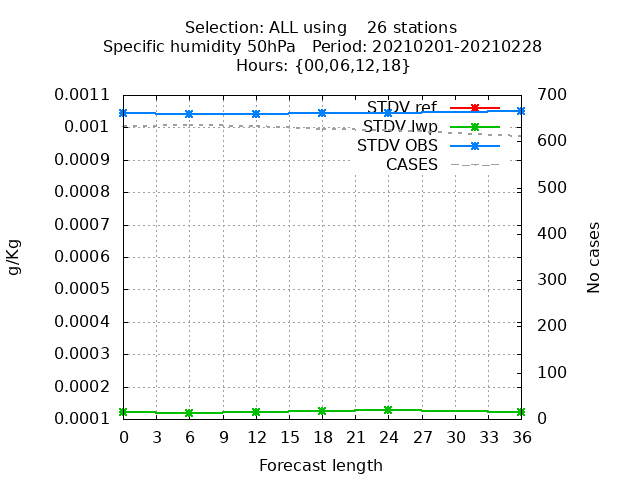 Selection: ALL using    26 stations
Specific humidity 50hPa   Period: 20210201-20210228
Hours: {00,06,12,18}
STDV ref
STDV lwp
STDV OBS
CASES
g/Kg
0.0011
0.001
0.0009
0.0008
0.0007
0.0006
0.0005
0.0004
0.0003
0.0002
0.0001
700
600
500
400
300
200
100
0
No cases
0 3 6 9 12 15 18 21 24 27 30 33 36
Forecast length